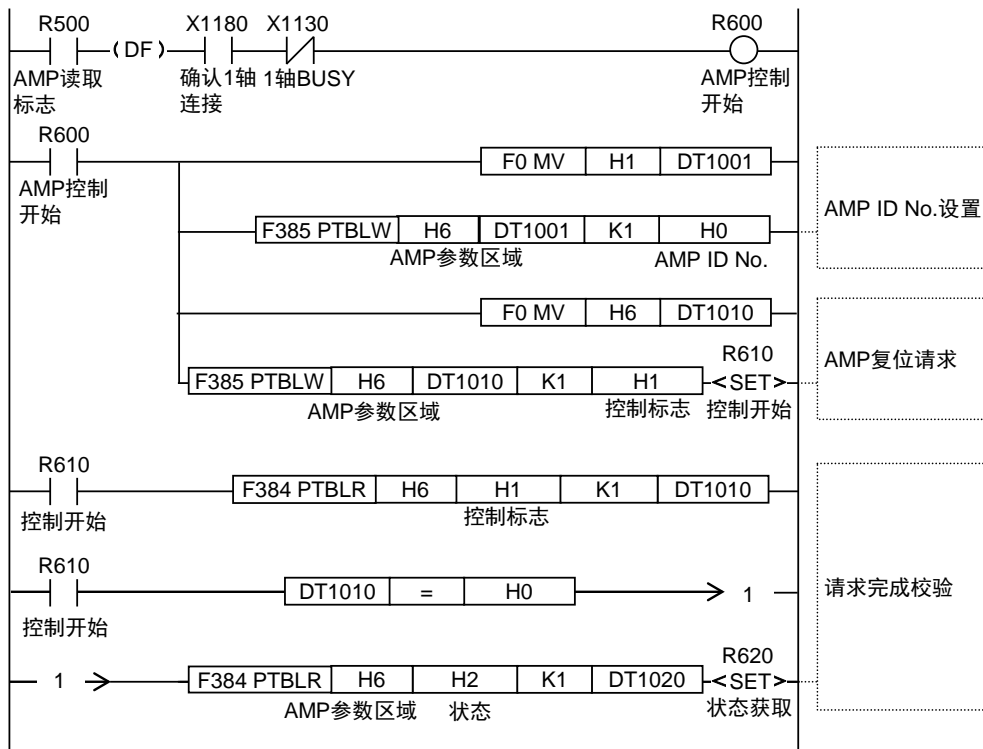 R500 X1180 X1130 R600
(DF)
AMP读取标志 确认1轴连接 1轴BUSY AMP控制开始
R600
F0 MV H1 DT1001
AMP控制开始
AMP ID No.设置
F385 PTBLW H6 DT1001 K1 H0
AMP参数区域 AMP ID No.
F0 MV H6 DT1010
R610
AMP复位请求
F385 PTBLW H6 DT1010 K1 H1 <SET>
AMP参数区域 控制标志 控制开始
R610
F384 PTBLR H6 H1 K1 DT1010
控制开始 控制标志
R610
DT1010 = H0 1
请求完成校验
控制开始
R620
1 F384 PTBLR H6 H2 K1 DT1020 <SET>
AMP参数区域 状态 状态获取